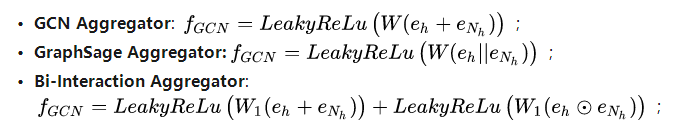 • GCN Aggregator: f_{GCN} = LeakyReLu(W(e_h + e_{N_h})) ;
• GraphSage Aggregator: f_{GCN} = LeakyReLu(W(e_h||e_{N_h})) ;
• Bi-Interaction Aggregator:
f_{GCN} = LeakyReLu(W_1(e_h + e_{N_h})) + LeakyReLu(W_1(e_h ⊙ e_{N_h})) ;